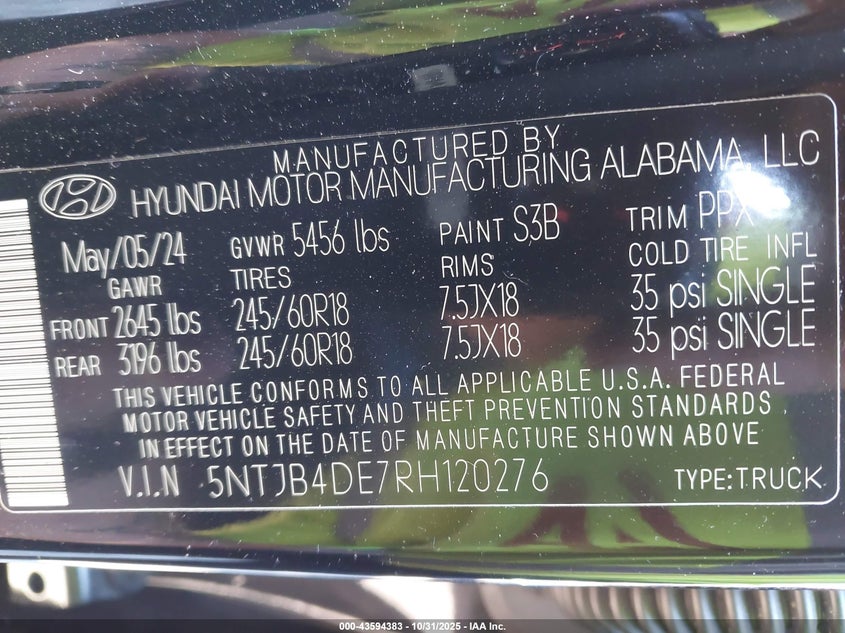 MANUFACTURED BY
HYUNDAI MOTOR MANUFACTURING ALABAMA, LLC
May/05/24 GVWR 5456 lbs PAINT S3B TRIM PPX
GAWR TIRES RIMS COLD TIRE INFL
FRONT 2645 lbs 245/60R18 7.5JX18 35 psi SINGLE
REAR 3196 lbs 245/60R18 7.5JX18 35 psi SINGLE
THIS VEHICLE CONFORMS TO ALL APPLICABLE U.S.A. FEDERAL
MOTOR VEHICLE SAFETY AND THEFT PREVENTION STANDARDS
IN EFFECT ON THE DATE OF MANUFACTURE SHOWN ABOVE
V.I.N 5NTJB4DE7RH120276 TYPE:TRUCK
000-43594383 - 10/31/2025 - IAA Inc.